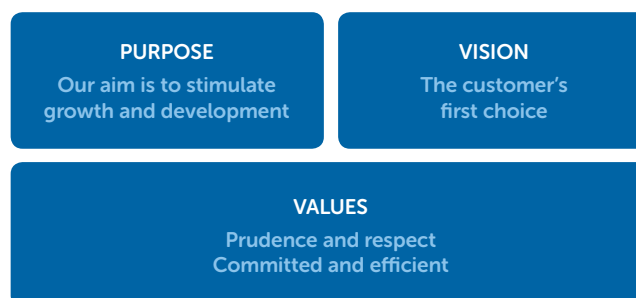 PURPOSE
Our aim is to stimulate
growth and development
VISION
The customer's
first choice
VALUES
Prudence and respect
Committed and efficient